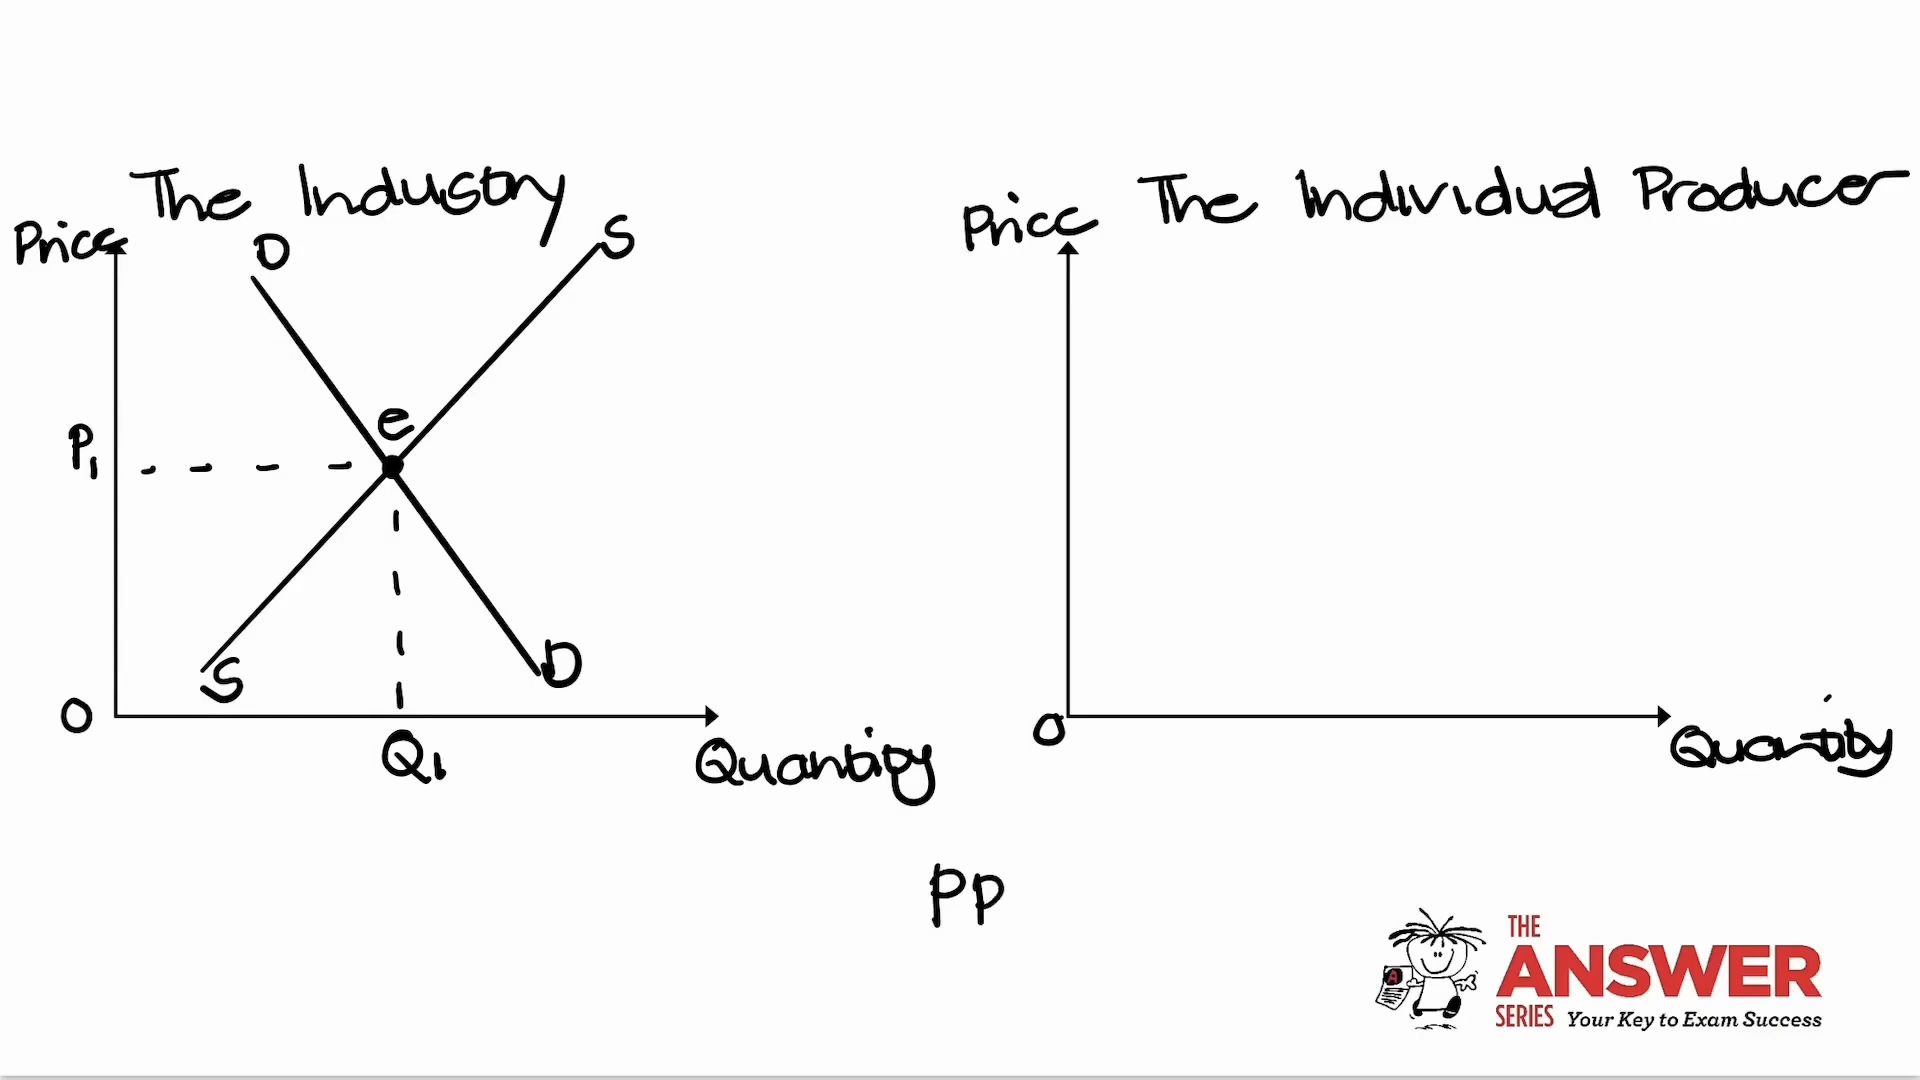 The Industry
Price
D
S
e
P1
S
D
O
Q1
Quantity
The Individual Producer
Price
O
Quantity
PP
THE
ANSWER
SERIES Your Key to Exam Success
A